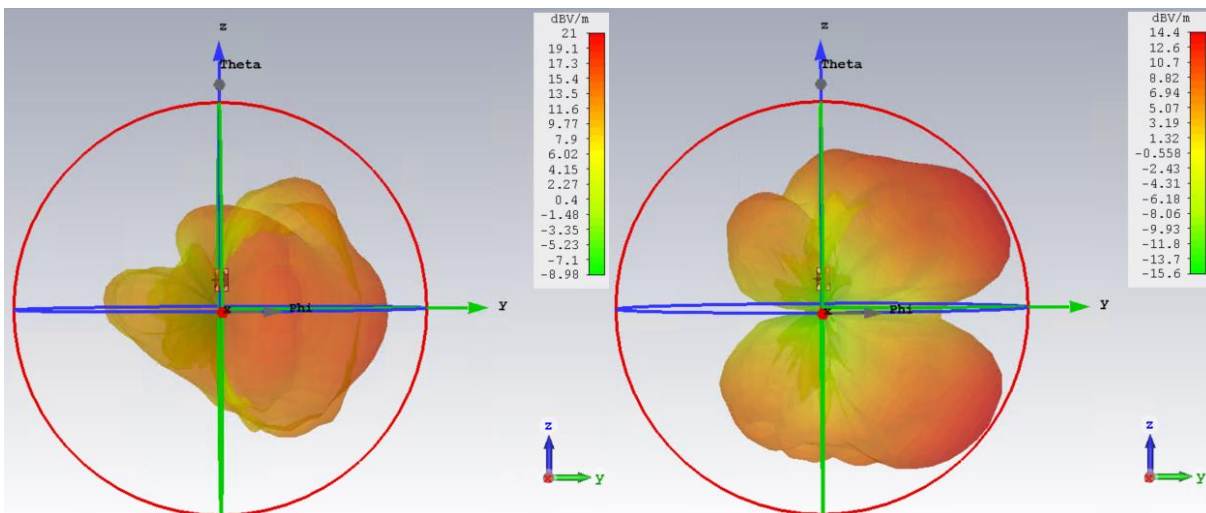 dBV/m
21
19.1
17.3
15.4
13.5
11.6
9.77
7.9
6.02
4.15
2.27
0.4
-1.48
-3.35
-5.23
-7.1
-8.98
z
Theta
x
Phi
y
z
x
y
dBV/m
14.4
10.7
8.82
6.94
5.07
3.19
1.32
-0.558
-2.43
-4.31
-6.18
-8.06
-9.93
-11.8
-13.7
-15.6
z
Theta
x
Phi
y
z
x
y